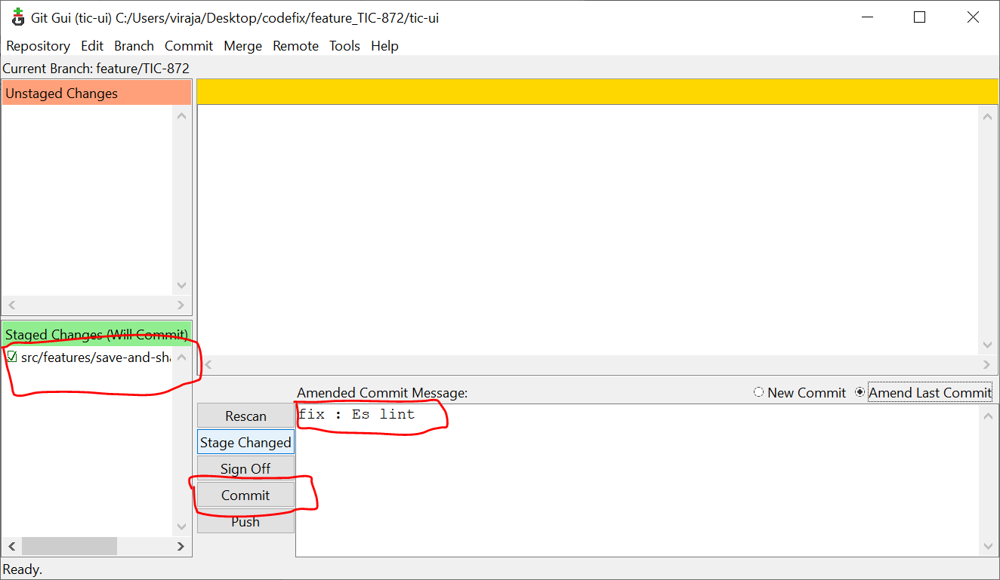 Git Gui (tic-ui) C:/Users/viraja/Desktop/codefix/feature_TIC-872/tic-ui
Repository Edit Branch Commit Merge Remote Tools Help
Current Branch: feature/TIC-872
Unstaged Changes
Staged Changes (Will Commit)
src/features/save-and-sha
Amended Commit Message:
New Commit
Amend Last Commit
Rescan
Stage Changed
Sign Off
Commit
Push
fix : Es lint
Ready.